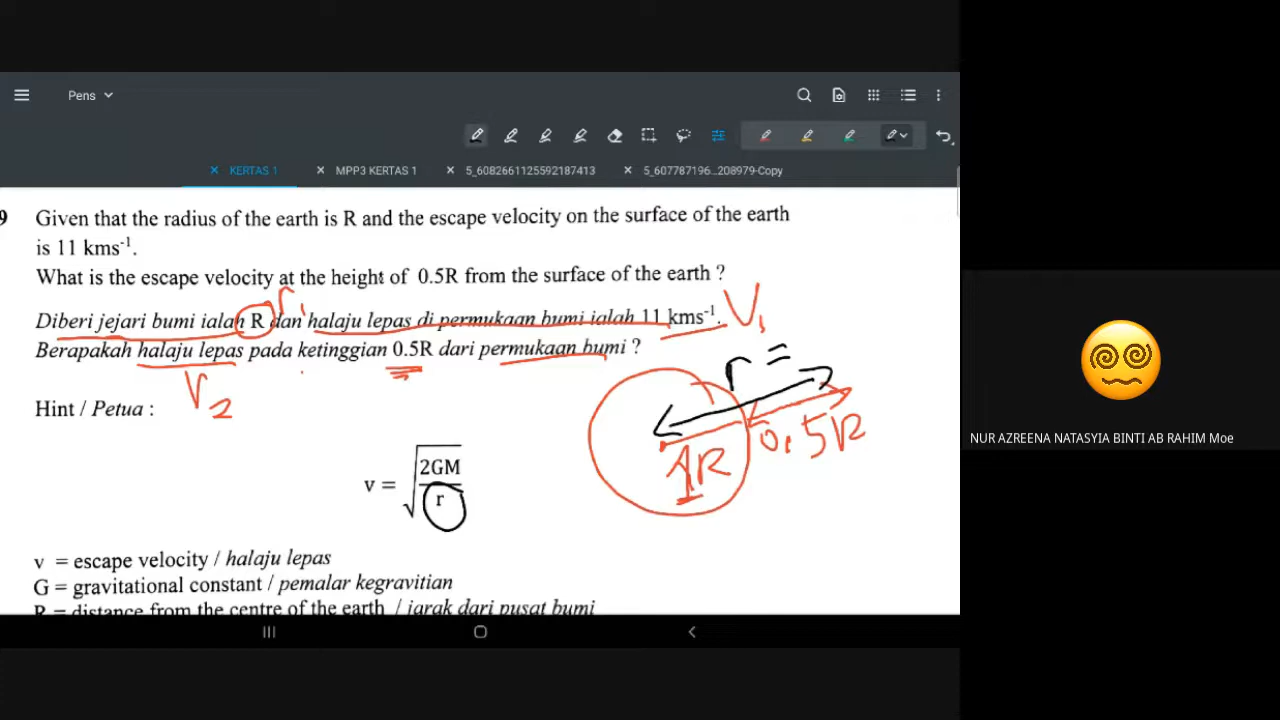 Pens
KERTAS 1
MPP3 KERTAS 1
5_6082661125592187413
5_607787196...208979-Copy
9 Given that the radius of the earth is R and the escape velocity on the surface of the earth
is 11 kms⁻¹.
What is the escape velocity at the height of 0.5R from the surface of the earth ?
r₁
Diberi jejari bumi ialah R dan halaju lepas di permukaan bumi ialah 11 kms⁻¹. V₁
Berapakah halaju lepas pada ketinggian 0.5R dari permukaan bumi ?
V₂
r =
Hint / Petua :
1R
0.5R
v = √(2GM/r)
v = escape velocity / halaju lepas
G = gravitational constant / pemalar kegravitian
R = distance from the centre of the earth / jarak dari pusat bumi
NUR AZREENA NATASYIA BINTI AB RAHIM Moe